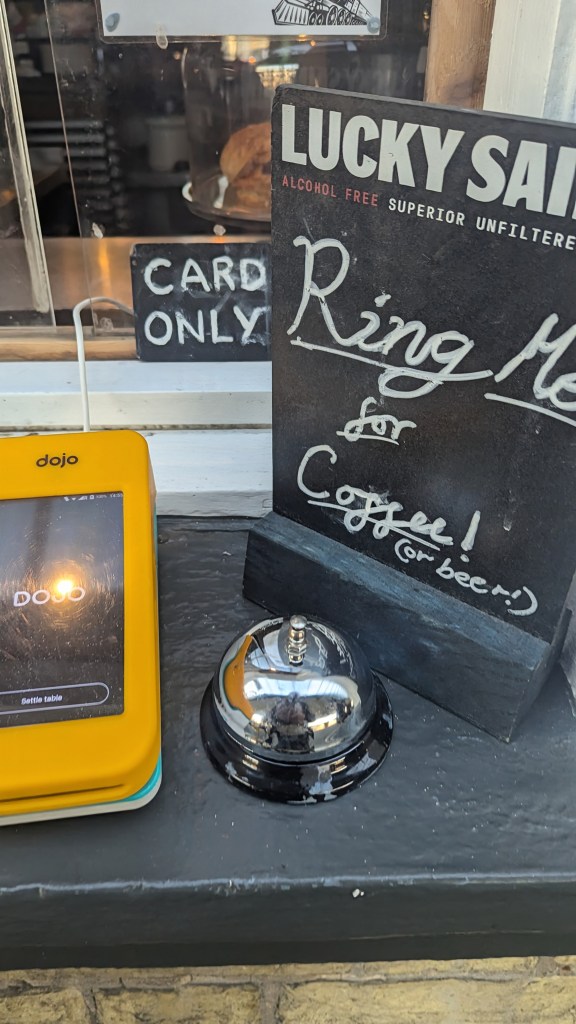 LUCKY SAI
ALCOHOL FREE SUPERIOR UNFILTERE
CARD
ONLY
Ring Me
for
Coffee!
(or beer!)
dojo
DOJO
Settle table